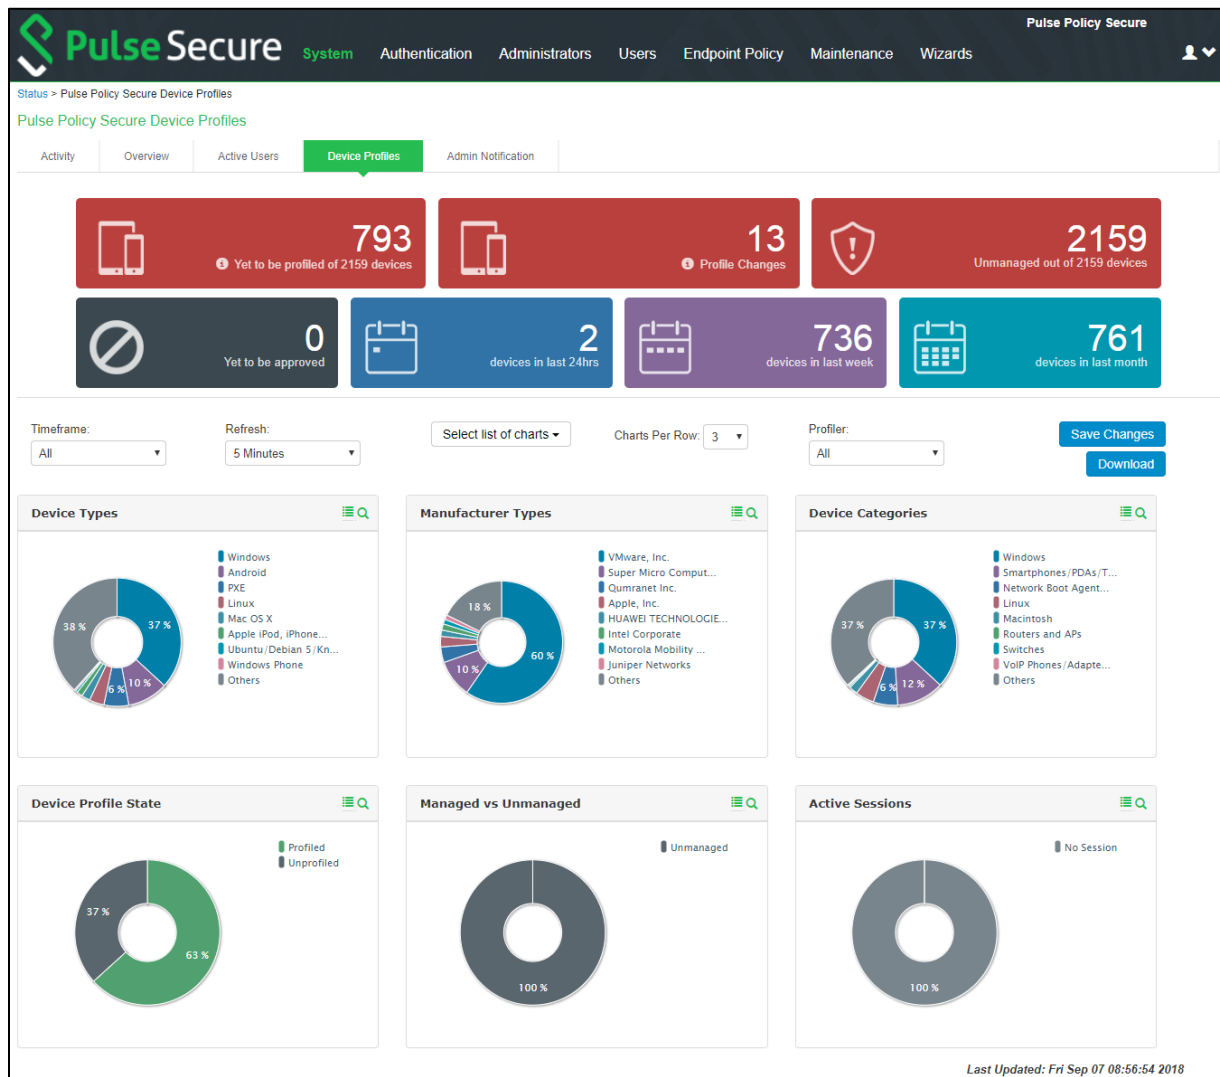 Pulse Policy Secure
Pulse Secure
System Authentication Administrators Users Endpoint Policy Maintenance Wizards
Status > Pulse Policy Secure Device Profiles
Pulse Policy Secure Device Profiles
Activity Overview Active Users Device Profiles Admin Notification
793
Yet to be profiled of 2159 devices
13
Profile Changes
2159
Unmanaged out of 2159 devices
0
Yet to be approved
2
devices in last 24hrs
736
devices in last week
761
devices in last month
Timeframe:
All
Refresh:
5 Minutes
Select list of charts
Charts Per Row: 3
Profiler:
All
Save Changes
Download
Device Types
Windows
Android
PXE
Linux
Mac OS X
Apple iPod, iPhone...
Ubuntu/Debian 5/Kn...
Windows Phone
Others
38 %
37 %
6 %
10 %
Manufacturer Types
VMware, Inc.
Super Micro Comput...
Qumranet Inc.
Apple, Inc.
HUAWEI TECHNOLOGIE...
Intel Corporate
Motorola Mobility ...
Juniper Networks
Others
18 %
60 %
10 %
Device Categories
Windows
Smartphones/PDAs/T...
Network Boot Agent...
Linux
Macintosh
Routers and APs
Switches
VoIP Phones/Adapte...
Others
37 %
37 %
6 %
12 %
Device Profile State
Profiled
Unprofiled
37 %
63 %
Managed vs Unmanaged
Unmanaged
100 %
Active Sessions
No Session
100 %
Last Updated: Fri Sep 07 08:56:54 2018